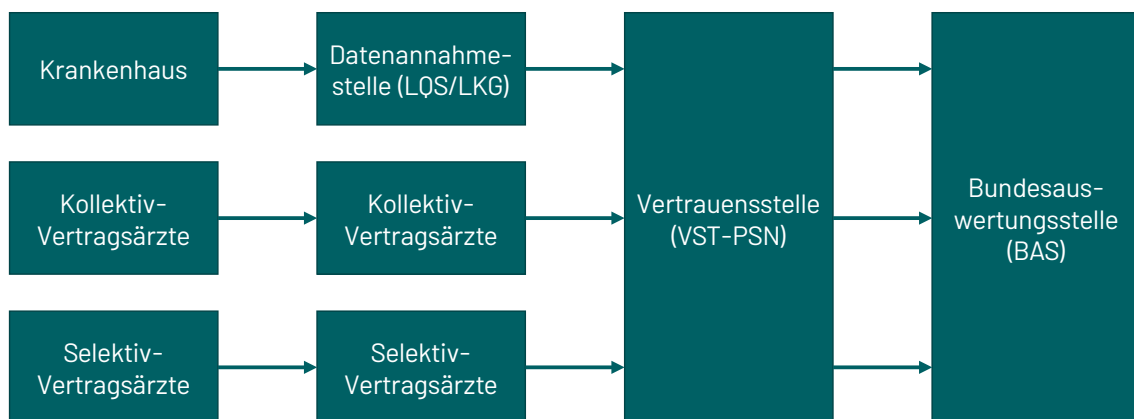 Krankenhaus
Datenannahme-
stelle (LQS/LKG)
Kollektiv-
Vertragsärzte
Kollektiv-
Vertragsärzte
Selektiv-
Vertragsärzte
Selektiv-
Vertragsärzte
Vertrauensstelle
(VST-PSN)
Bundesaus-
wertungsstelle
(BAS)